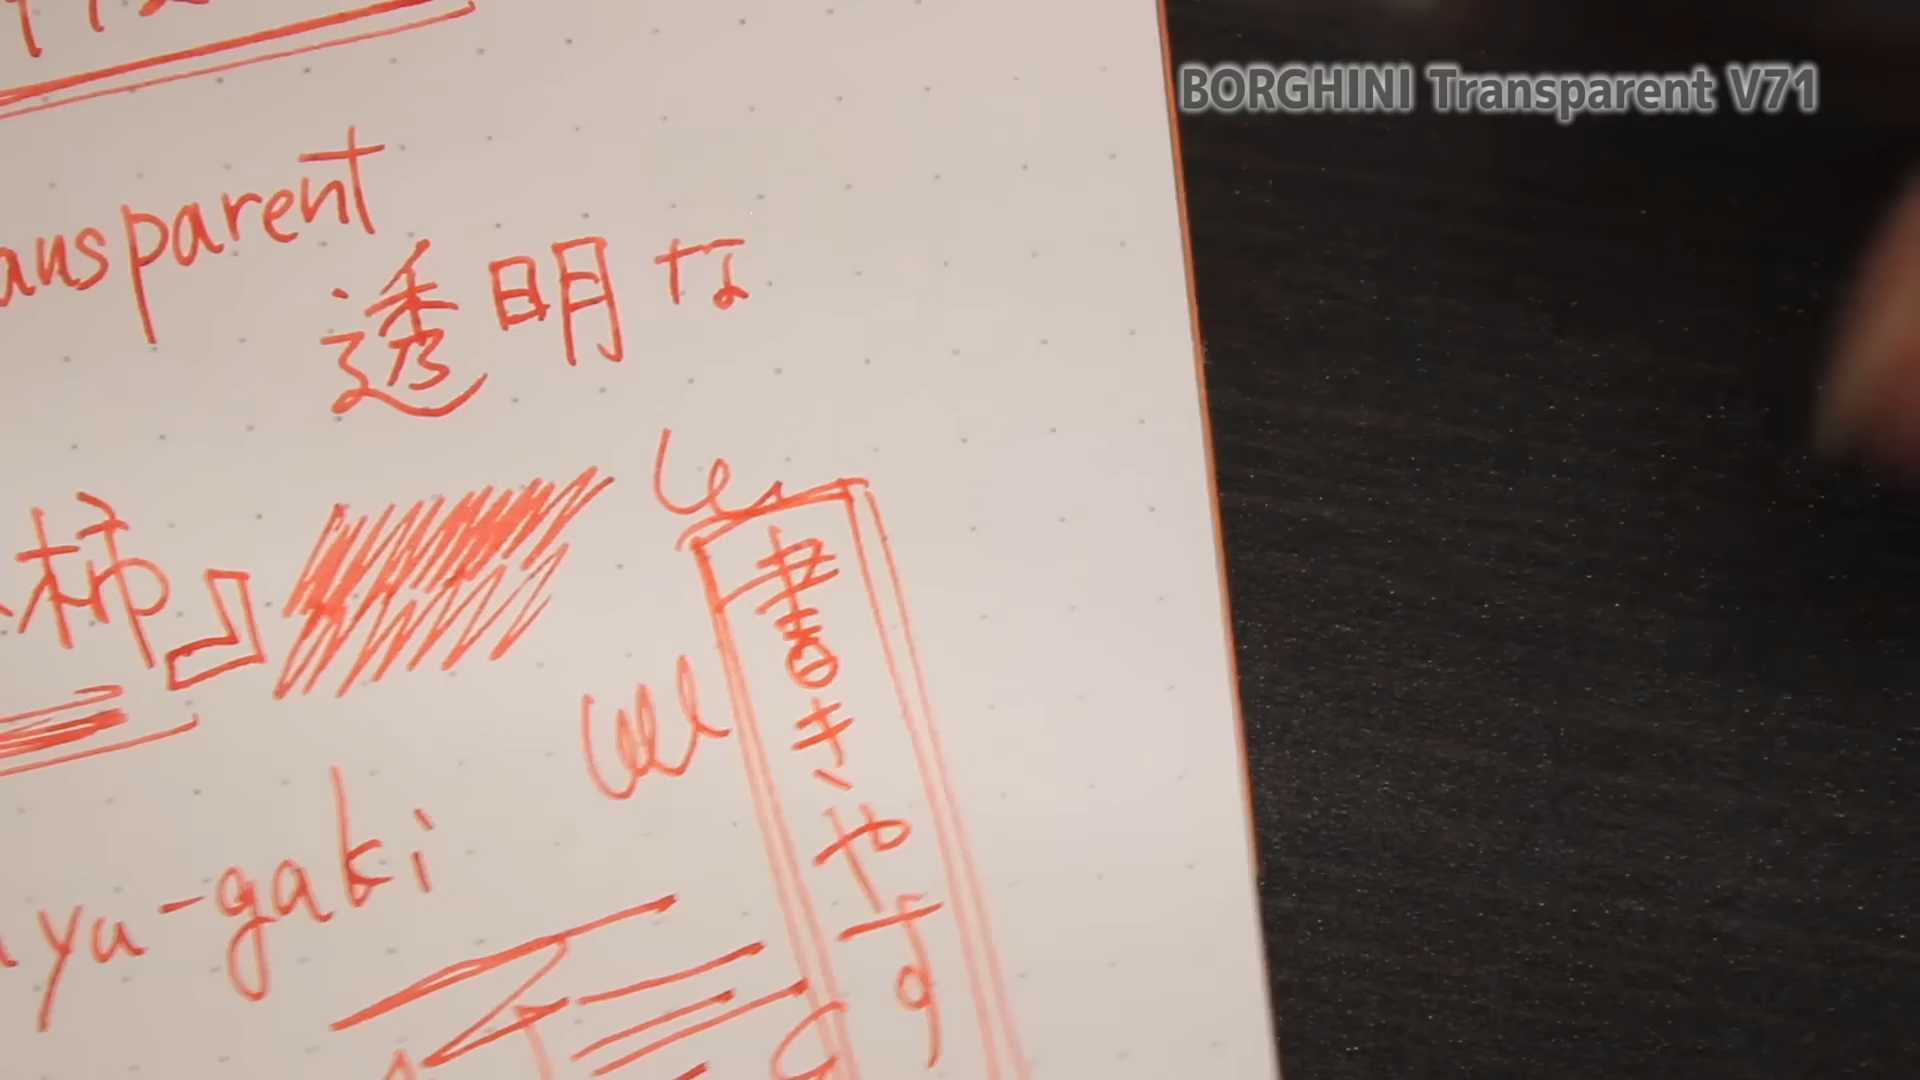 BORGHINI Transparent V71
ansparent
透明な
柿』
yu-gaki
書きやす